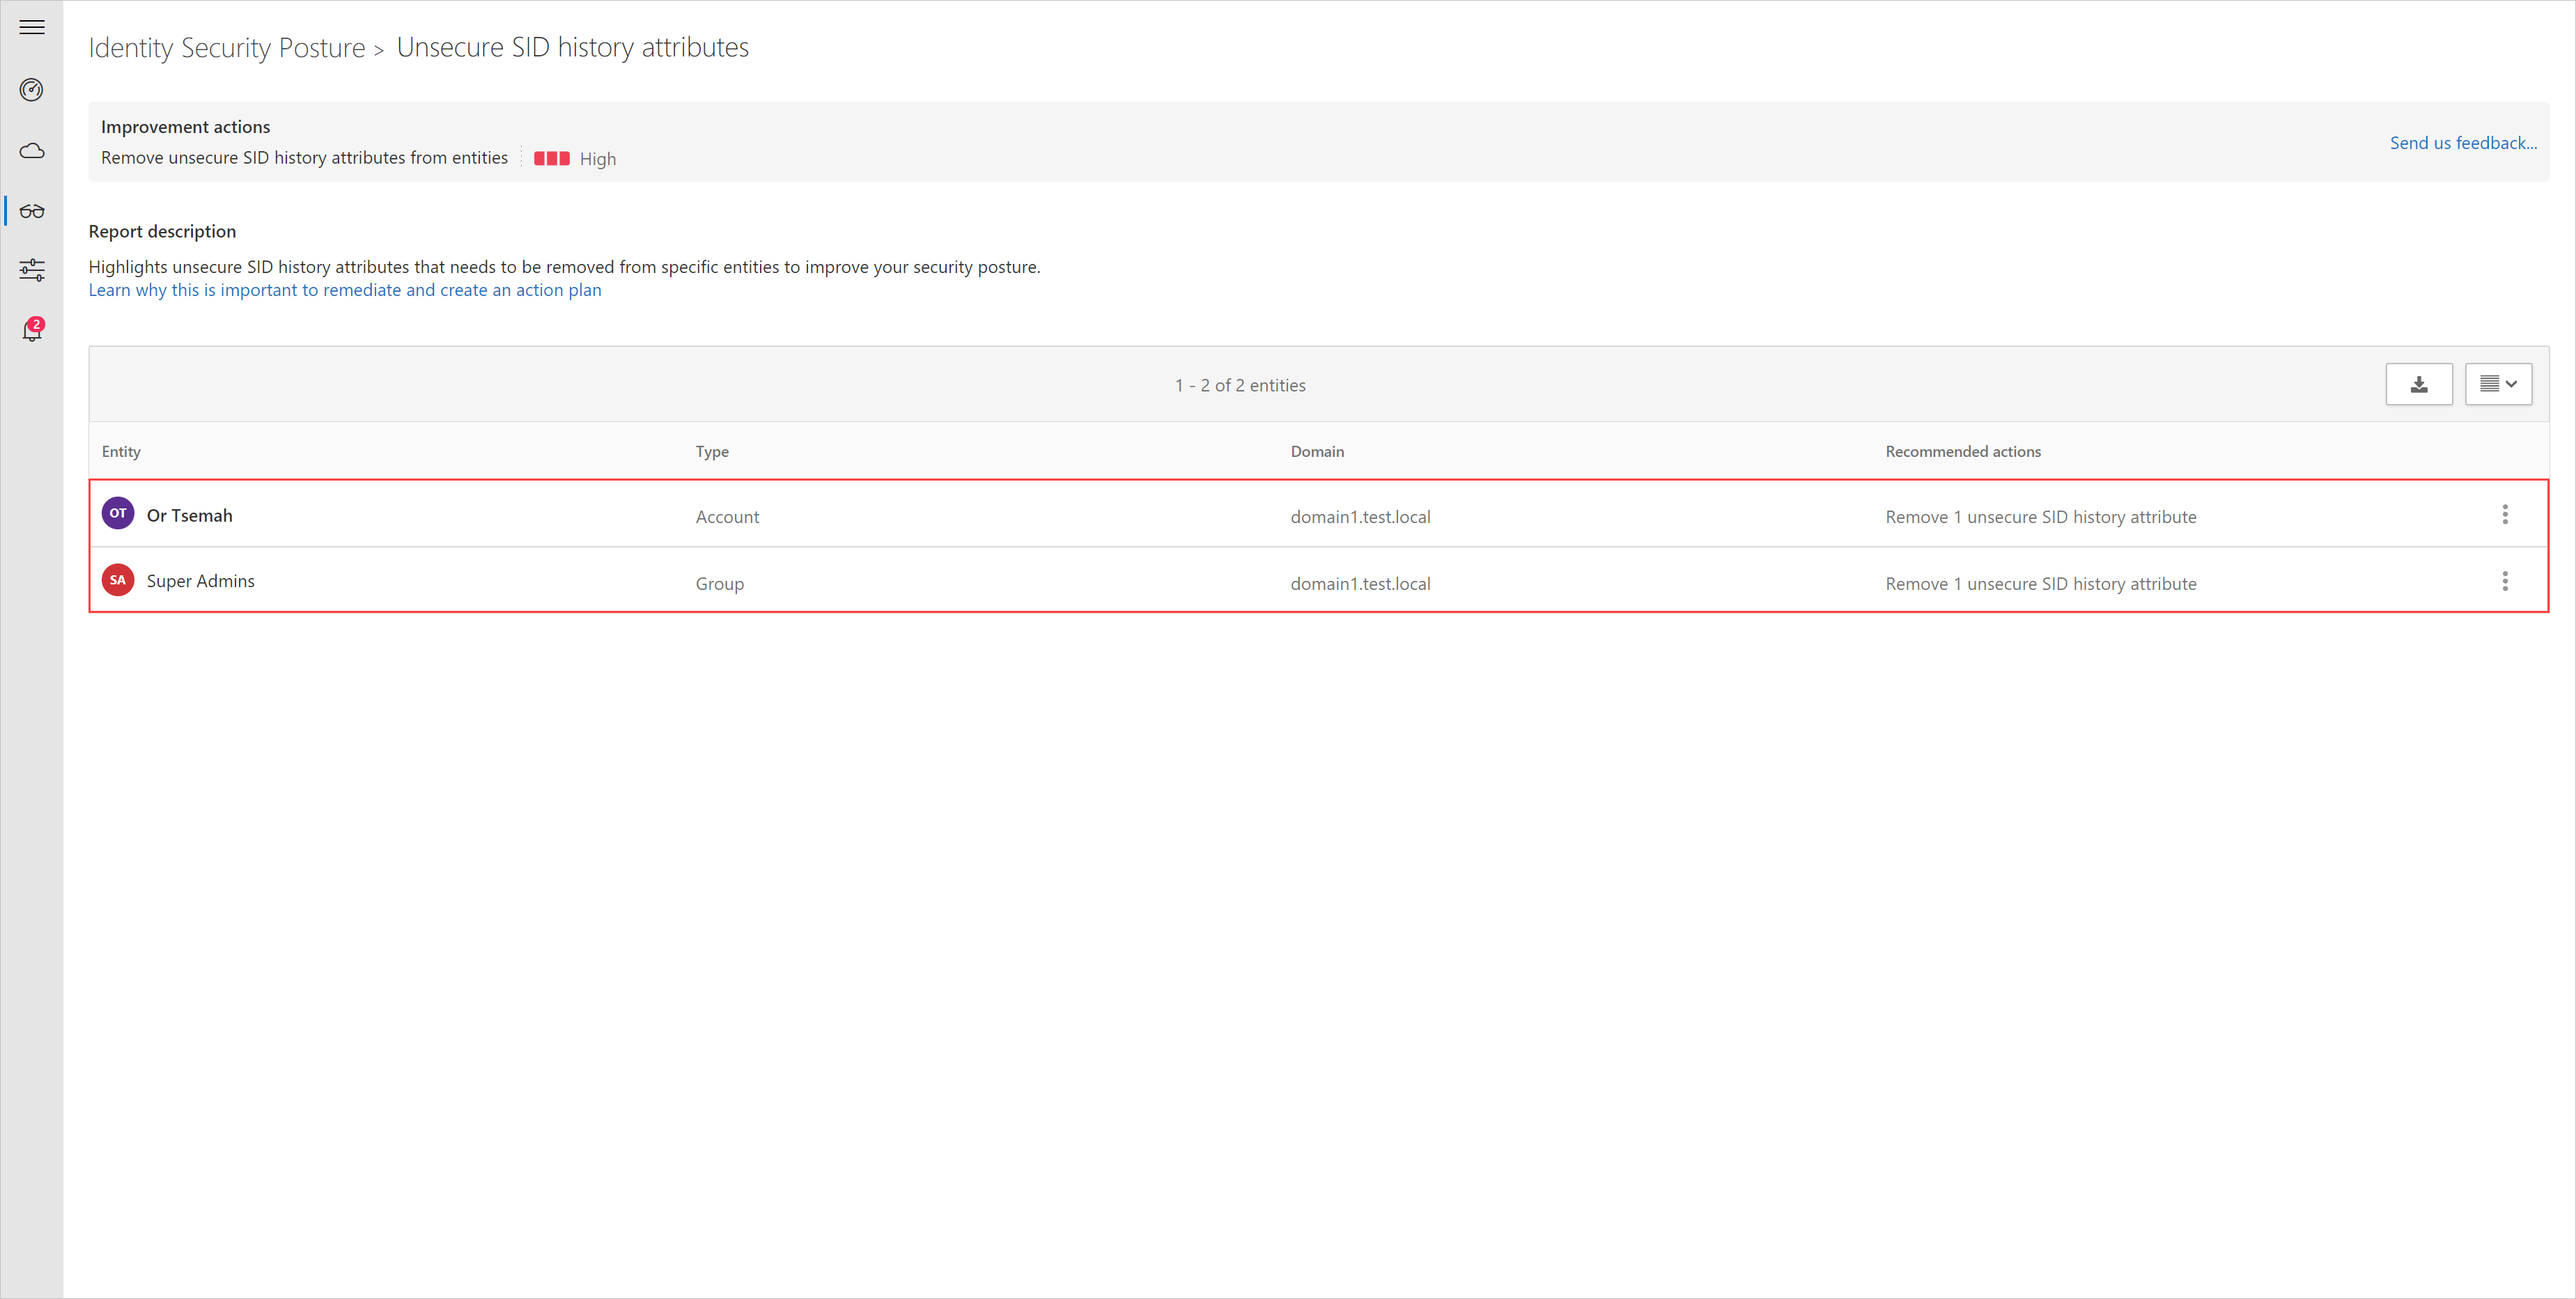 Identity Security Posture > Unsecure SID history attributes
Improvement actions
Remove unsecure SID history attributes from entities High
Send us feedback...
Report description
Highlights unsecure SID history attributes that needs to be removed from specific entities to improve your security posture.
Learn why this is important to remediate and create an action plan
2
1 - 2 of 2 entities
Entity Type Domain Recommended actions
OT Or Tsemah Account domain1.test.local Remove 1 unsecure SID history attribute
SA Super Admins Group domain1.test.local Remove 1 unsecure SID history attribute